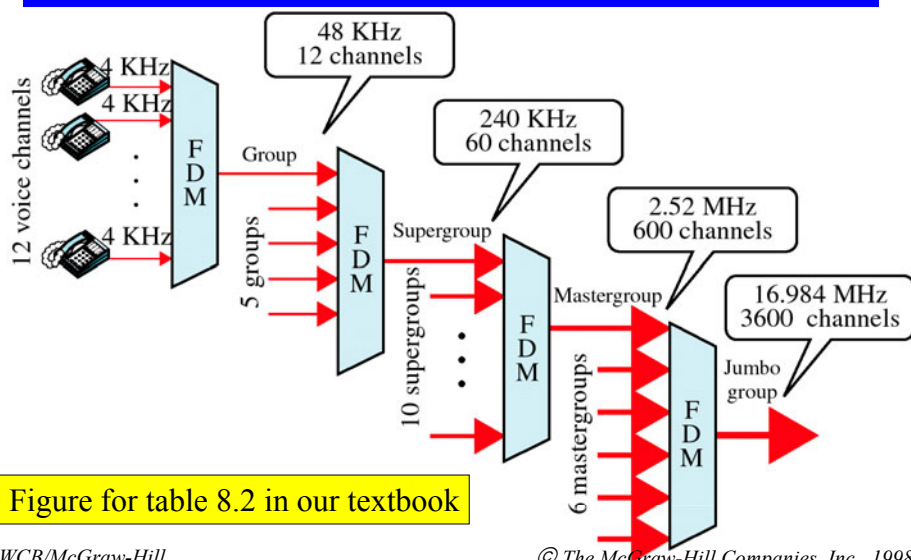 48 KHz
12 channels
4 KHz
4 KHz
4 KHz
12 voice channels
F
D
M
Group
240 KHz
60 channels
5 groups
F
D
M
Supergroup
2.52 MHz
600 channels
10 supergroups
F
D
M
Mastergroup
16.984 MHz
3600 channels
6 mastergroups
F
D
M
Jumbo
group
Figure for table 8.2 in our textbook
WCB/McGraw-Hill
© The McGraw-Hill Companies, Inc., 1998